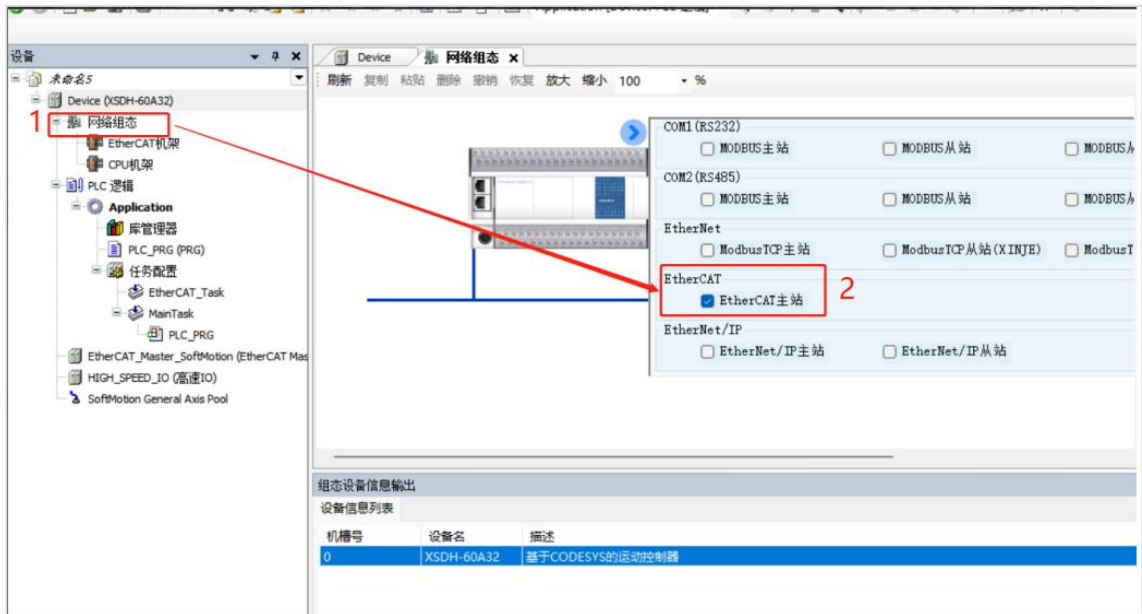 设备
未命名5
Device (XSDH-60A32)
1
网络组态
EtherCAT机架
CPU机架
PLC 逻辑
Application
库管理器
PLC_PRG (PRG)
任务配置
EtherCAT_Task
MainTask
PLC_PRG
EtherCAT_Master_SoftMotion (EtherCAT Mas
HIGH_SPEED_IO (高速IO)
SoftMotion General Axis Pool
Device 网络组态
刷新 复制 粘贴 删除 撤销 恢复 放大 缩小 100 %
COM1(RS232)
MODBUS主站 MODBUS从站 MODBUS
COM2(RS485)
MODBUS主站 MODBUS从站 MODBUS
EtherNet
ModbusTCP主站 ModbusTCP从站(XINJE) ModbusT
EtherCAT
EtherCAT主站
2
EtherNet/IP
EtherNet/IP主站 EtherNet/IP从站
组态设备信息输出
设备信息列表
机槽号 设备名 描述
0 XSDH-60A32 基于CODESYS的运动控制器